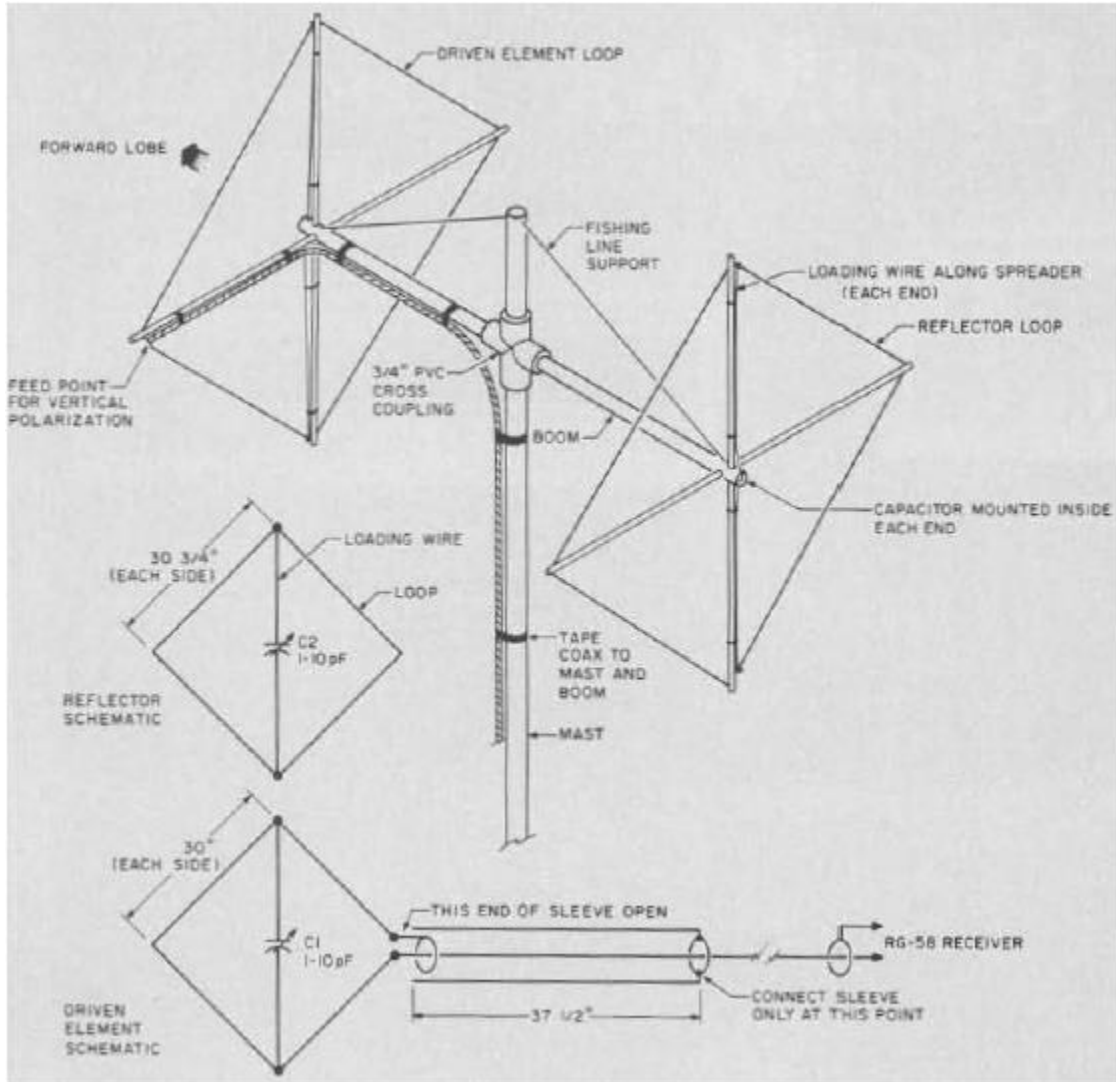 DRIVEN ELEMENT LOOP
FORWARD LOBE
FISHING
LINE
SUPPORT
LOADING WIRE ALONG SPREADER
(EACH END)
REFLECTOR LOOP
FEED POINT
FOR VERTICAL
POLARIZATION
3/4" PVC
CROSS
COUPLING
BOOM
CAPACITOR MOUNTED INSIDE
EACH END
30 3/4"
(EACH SIDE)
LOADING WIRE
LOOP
C2
1-10pF
REFLECTOR
SCHEMATIC
TAPE
COAX TO
MAST AND
BOOM
MAST
30"
(EACH SIDE)
THIS END OF SLEEVE OPEN
C1
1-10pF
RG-58 RECEIVER
CONNECT SLEEVE
ONLY AT THIS POINT
37 1/2"
DRIVEN
ELEMENT
SCHEMATIC